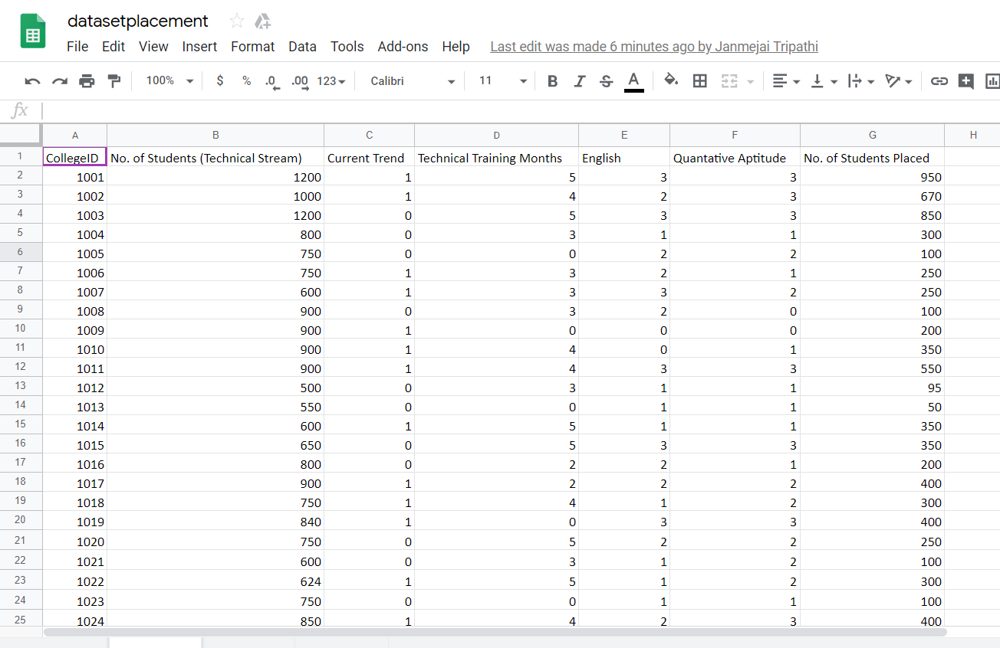 datasetplacement
File Edit View Insert Format Data Tools Add-ons Help Last edit was made 6 minutes ago by Janmejai Tripathi
100% $ % .0 .00 123 Calibri 11 B I S A
fx
A B C D E F G H
1 CollegeID No. of Students (Technical Stream) Current Trend Technical Training Months English Quantative Aptitude No. of Students Placed
2 1001 1200 1 5 3 3 950
3 1002 1000 1 4 2 3 670
4 1003 1200 0 5 3 3 850
5 1004 800 0 3 1 1 300
6 1005 750 0 0 2 2 100
7 1006 750 1 3 2 1 250
8 1007 600 1 3 3 2 250
9 1008 900 0 3 2 0 100
10 1009 900 1 0 0 0 200
11 1010 900 1 4 0 1 350
12 1011 900 1 4 3 3 550
13 1012 500 0 3 1 1 95
14 1013 550 0 0 1 1 50
15 1014 600 1 5 1 1 350
16 1015 650 0 5 3 3 350
17 1016 800 0 2 2 1 200
18 1017 900 1 2 2 2 400
19 1018 750 1 4 1 2 300
20 1019 840 1 0 3 3 400
21 1020 750 0 5 2 2 250
22 1021 600 0 3 1 2 100
23 1022 624 1 5 1 2 300
24 1023 750 0 0 1 1 100
25 1024 850 1 4 2 3 400